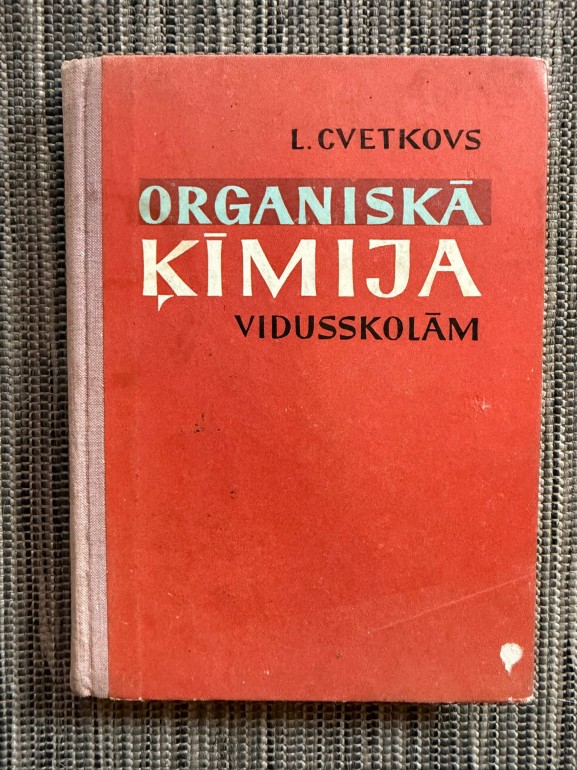 L. CVETKOVS
ORGANISKĀ
ĶĪMIJA
VIDUSSKOLĀM